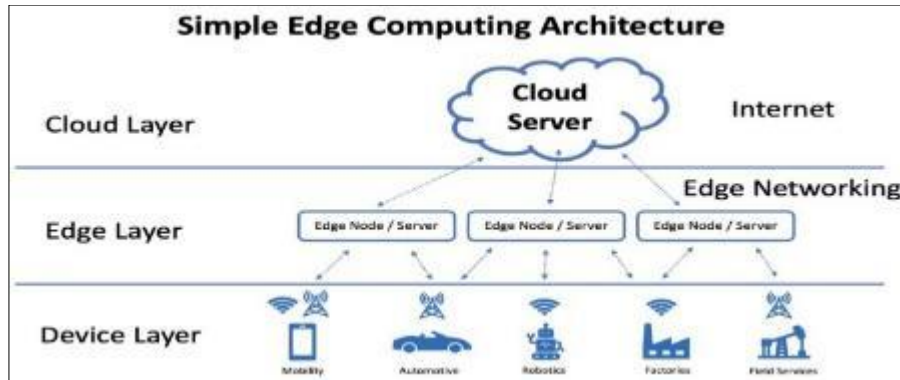 Simple Edge Computing Architecture
Cloud Layer
Cloud
Server
Internet
Edge Networking
Edge Layer
Edge Node / Server
Edge Node / Server
Edge Node / Server
Device Layer
Mobility
Automotive
Robotics
Factories
Field Services